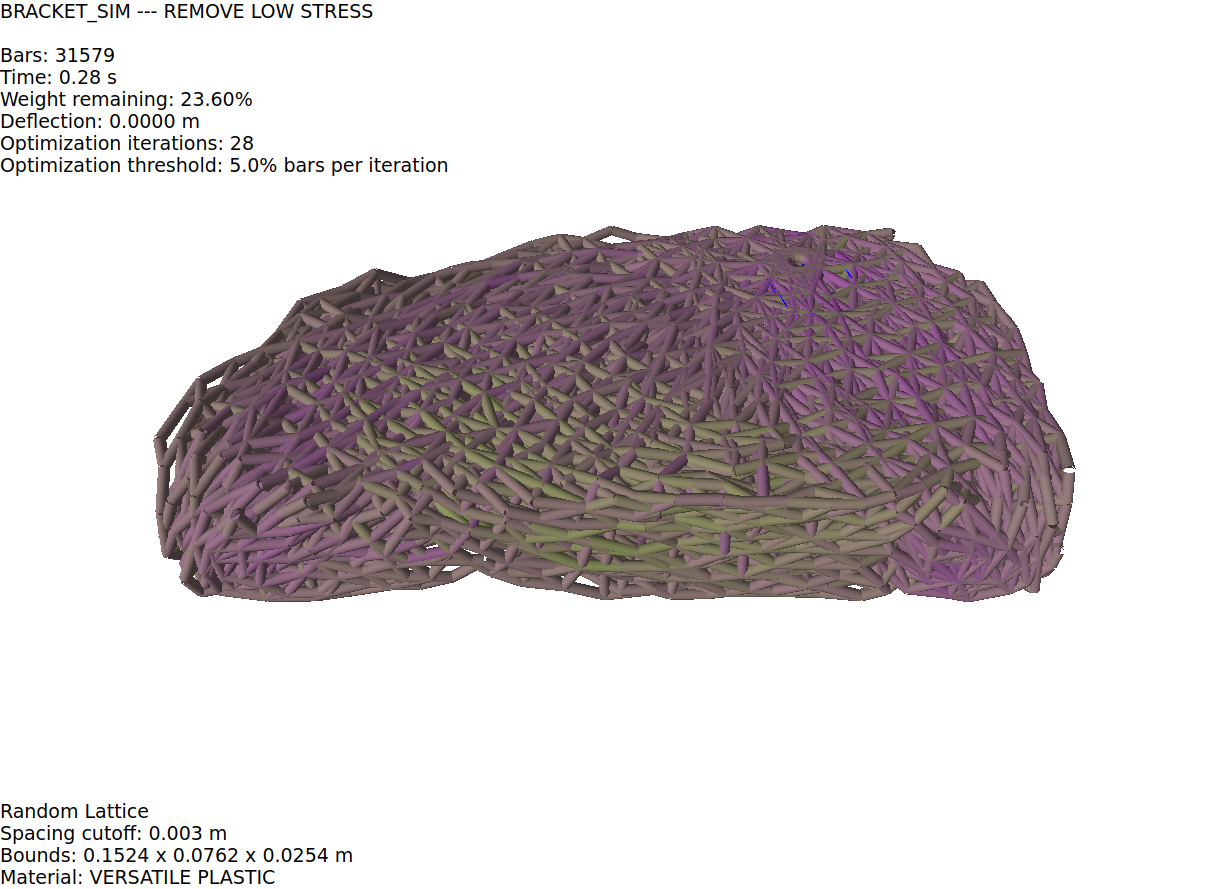 BRACKET_SIM --- REMOVE LOW STRESS
Bars: 31579
Time: 0.28 s
Weight remaining: 23.60%
Deflection: 0.0000 m
Optimization iterations: 28
Optimization threshold: 5.0% bars per iteration
Random Lattice
Spacing cutoff: 0.003 m
Bounds: 0.1524 x 0.0762 x 0.0254 m
Material: VERSATILE PLASTIC